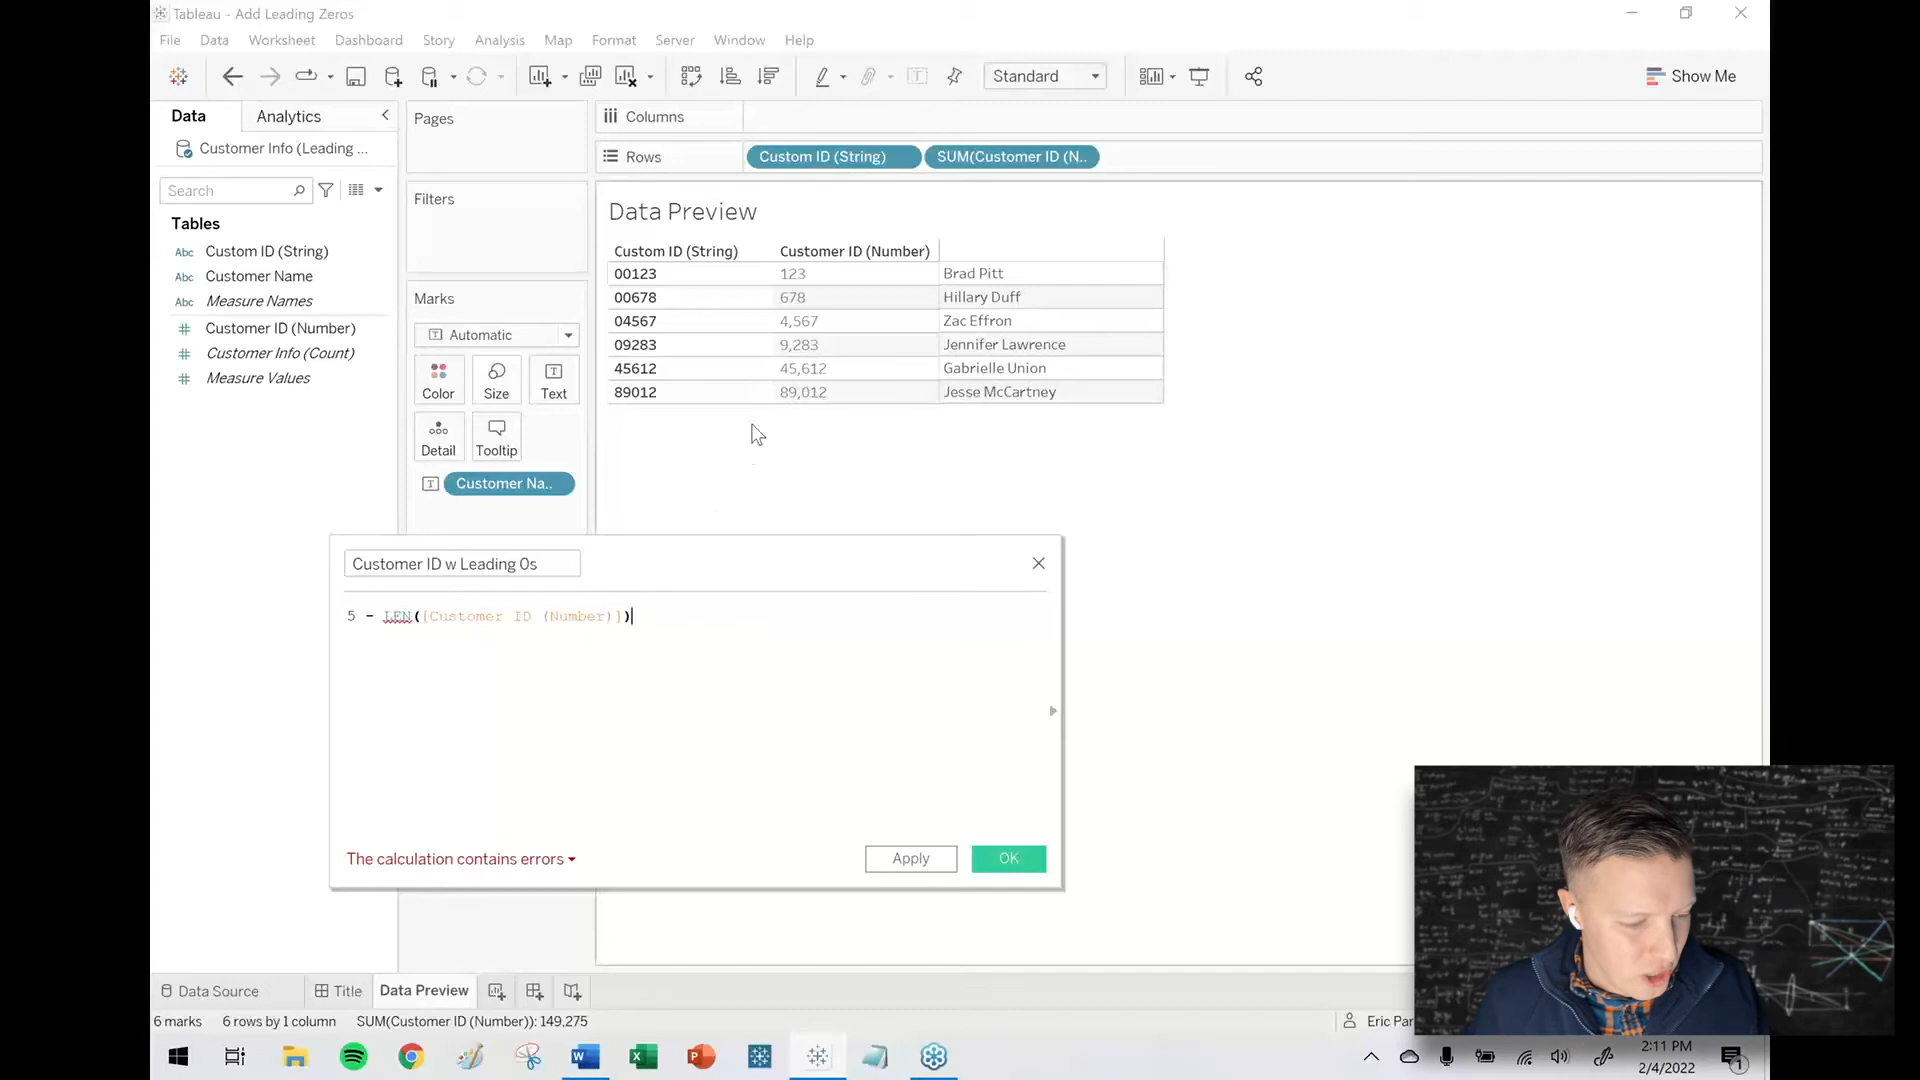 Tableau - Add Leading Zeros
File Data Worksheet Dashboard Story Analysis Map Format Server Window Help
Standard
Show Me
Data Analytics
Customer Info (Leading ...
Search
Tables
Abc Custom ID (String)
Abc Customer Name
Abc Measure Names
# Customer ID (Number)
# Customer Info (Count)
# Measure Values
Pages
Filters
Marks
Automatic
Color Size Text
Detail Tooltip
Customer Na..
Columns
Rows Custom ID (String) SUM(Customer ID (N..
Data Preview
Custom ID (String) Customer ID (Number)
00123 123 Brad Pitt
00678 678 Hillary Duff
04567 4,567 Zac Effron
09283 9,283 Jennifer Lawrence
45612 45,612 Gabrielle Union
89012 89,012 Jesse McCartney
Customer ID w Leading 0s
5 - LEN([Customer ID (Number)])
The calculation contains errors
Apply OK
Data Source Title Data Preview
6 marks 6 rows by 1 column SUM(Customer ID (Number)): 149,275
Eric Par
2:11 PM
2/4/2022
1